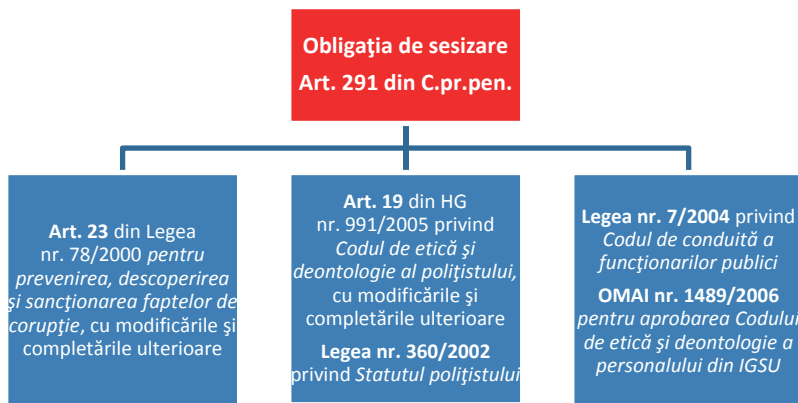 Obligaţia de sesizare
Art. 291 din C.pr.pen.
Art. 23 din Legea
nr. 78/2000 pentru
prevenirea, descoperirea
şi sancţionarea faptelor de
corupţie, cu modificările şi
completările ulterioare
Art. 19 din HG
nr. 991/2005 privind
Codul de etică şi
deontologie al poliţistului,
cu modificările şi
completările ulterioare
Legea nr. 360/2002
privind Statutul poliţistului
Legea nr. 7/2004 privind
Codul de conduită a
funcţionarilor publici
OMAI nr. 1489/2006
pentru aprobarea Codului
de etică şi deontologie a
personalului din IGSU